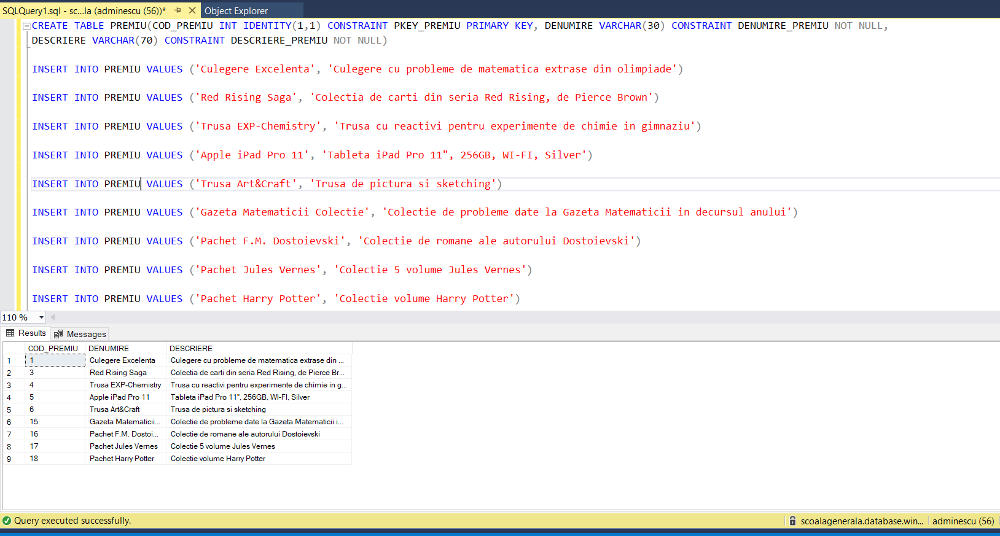 SQLQuery1.sql - sc...la (adminescu (56))* Object Explorer
CREATE TABLE PREMIU(COD_PREMIU INT IDENTITY(1,1) CONSTRAINT PKEY_PREMIU PRIMARY KEY, DENUMIRE VARCHAR(30) CONSTRAINT DENUMIRE_PREMIU NOT NULL,
DESCRIERE VARCHAR(70) CONSTRAINT DESCRIERE_PREMIU NOT NULL)
INSERT INTO PREMIU VALUES ('Culegere Excelenta', 'Culegere cu probleme de matematica extrase din olimpiade')
INSERT INTO PREMIU VALUES ('Red Rising Saga', 'Colectia de carti din seria Red Rising, de Pierce Brown')
INSERT INTO PREMIU VALUES ('Trusa EXP-Chemistry', 'Trusa cu reactivi pentru experimente de chimie in gimnaziu')
INSERT INTO PREMIU VALUES ('Apple iPad Pro 11', 'Tableta iPad Pro 11", 256GB, WI-FI, Silver')
INSERT INTO PREMIU VALUES ('Trusa Art&Craft', 'Trusa de pictura si sketching')
INSERT INTO PREMIU VALUES ('Gazeta Matematicii Colectie', 'Colectie de probleme date la Gazeta Matematicii in decursul anului')
INSERT INTO PREMIU VALUES ('Pachet F.M. Dostoievski', 'Colectie de romane ale autorului Dostoievski')
INSERT INTO PREMIU VALUES ('Pachet Jules Vernes', 'Colectie 5 volume Jules Vernes')
INSERT INTO PREMIU VALUES ('Pachet Harry Potter', 'Colectie volume Harry Potter')
110 %
Results Messages
COD_PREMIU DENUMIRE DESCRIERE
1 1 Culegere Excelenta Culegere cu probleme de matematica extrase din ...
2 3 Red Rising Saga Colectia de carti din seria Red Rising, de Pierce Br...
3 4 Trusa EXP-Chemistry Trusa cu reactivi pentru experimente de chimie in g...
4 5 Apple iPad Pro 11 Tableta iPad Pro 11", 256GB, WI-FI, Silver
5 6 Trusa Art&Craft Trusa de pictura si sketching
6 15 Gazeta Matematicii... Colectie de probleme date la Gazeta Matematicii i...
7 16 Pachet F.M. Dostoi... Colectie de romane ale autorului Dostoievski
8 17 Pachet Jules Vernes Colectie 5 volume Jules Vernes
9 18 Pachet Harry Potter Colectie volume Harry Potter
Query executed successfully. scoalagenerala.database.win... adminescu (56)